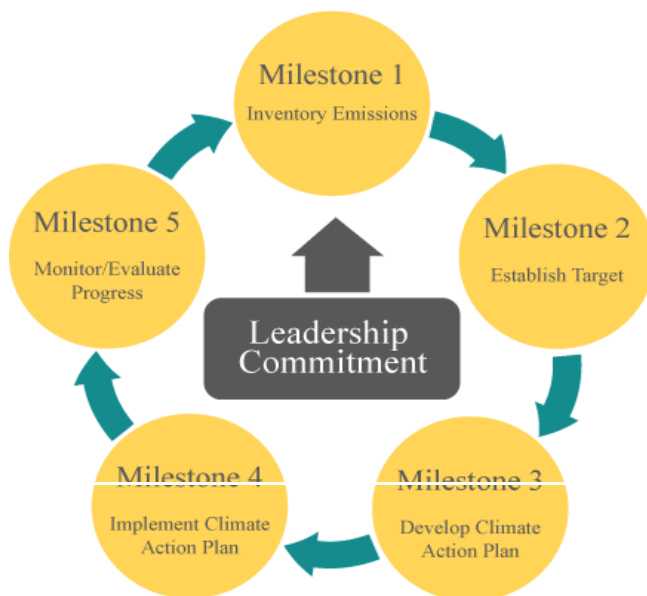 Milestone 1
Inventory Emissions
Milestone 2
Establish Target
Milestone 3
Develop Climate
Action Plan
Milestone 4
Implement Climate
Action Plan
Milestone 5
Monitor/Evaluate
Progress
Leadership
Commitment